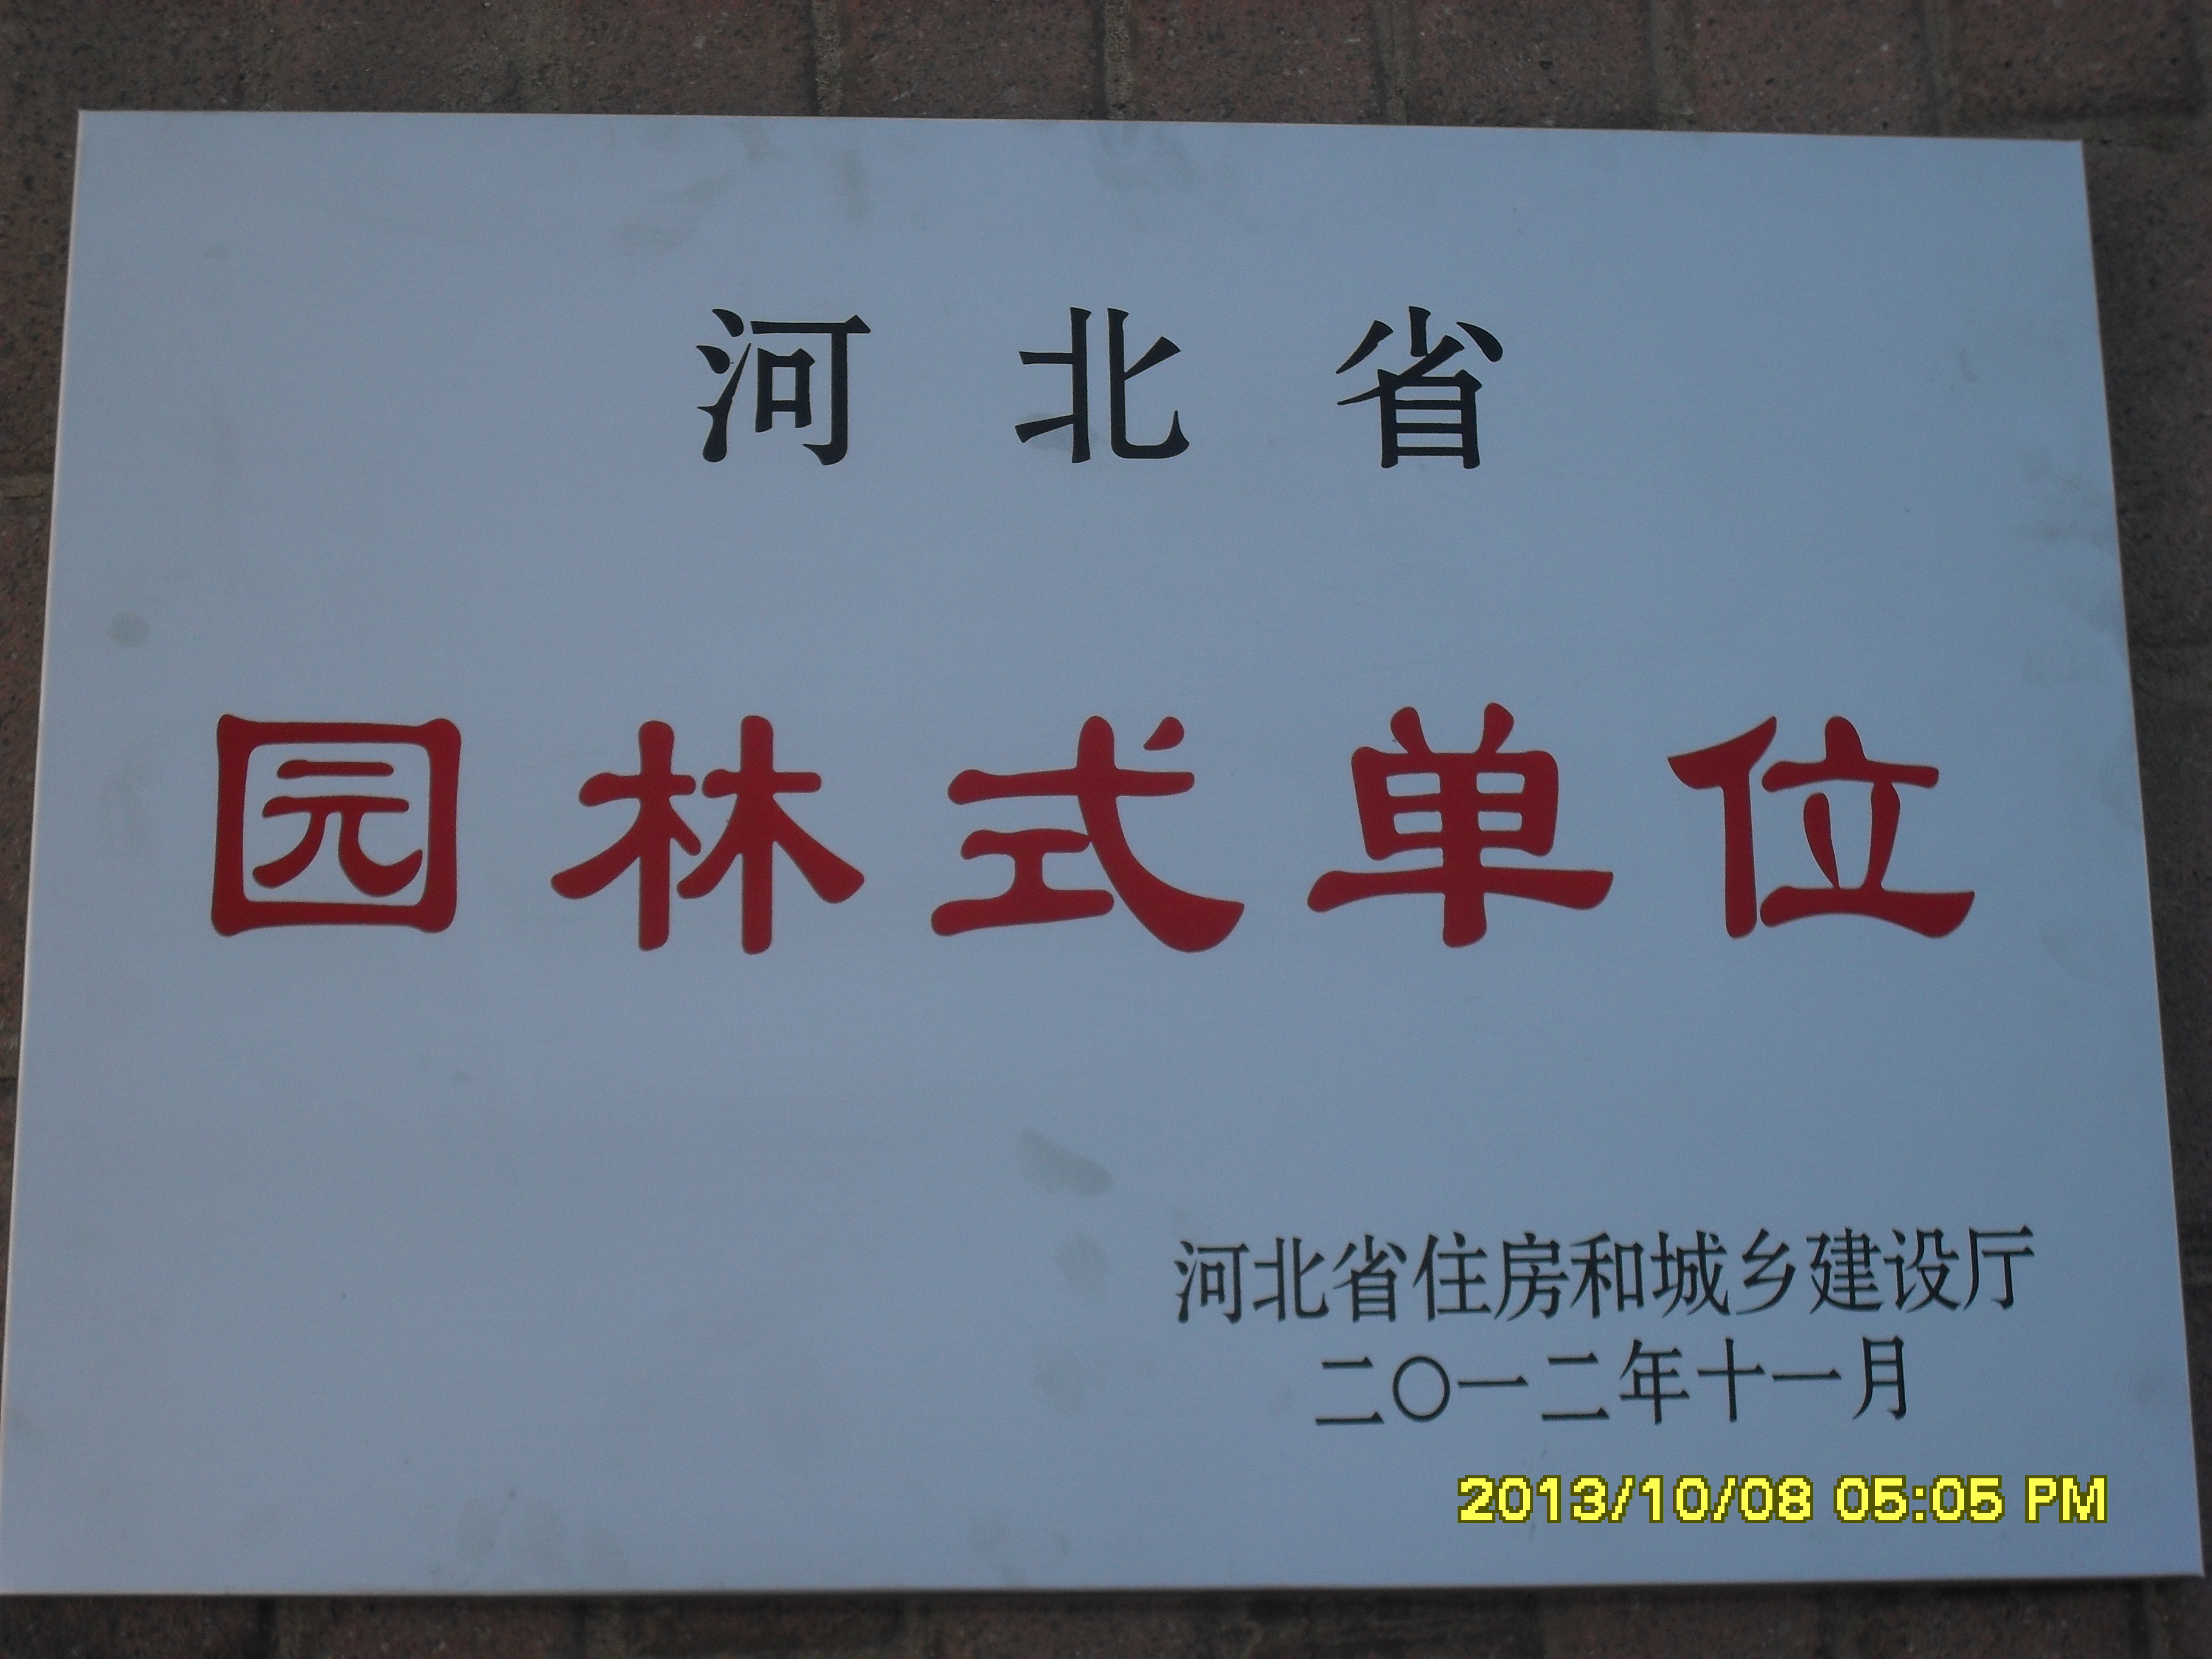 河北省
园林式单位
河北省住房和城乡建设厅
二〇一二年十一月
2013/10/08 05:05 PM